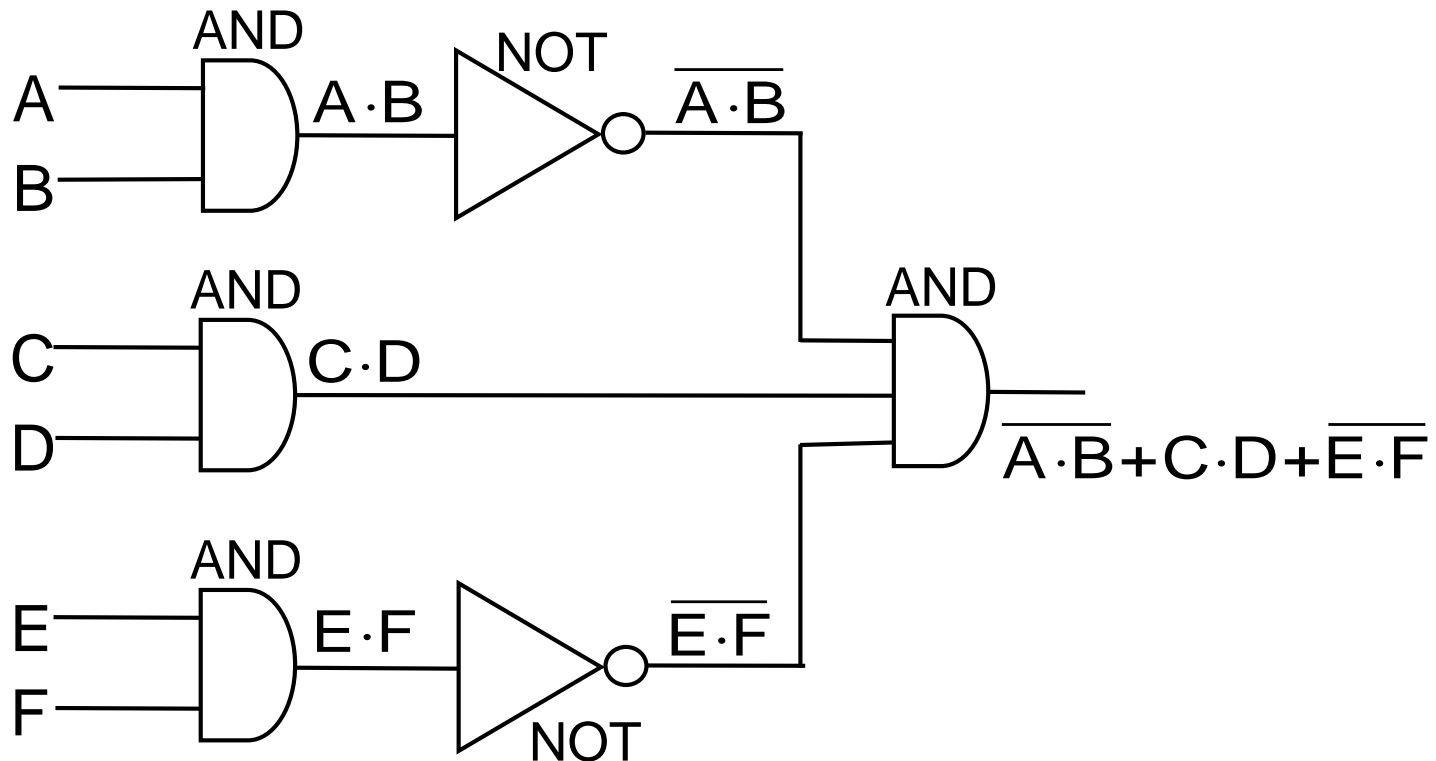 AND
NOT
A
A·B
A̅·̅B̅
B
AND
AND
C
C·D
D
A̅·̅B̅+C·D+E̅·̅F̅
AND
E
E·F
E̅·̅F̅
F
NOT